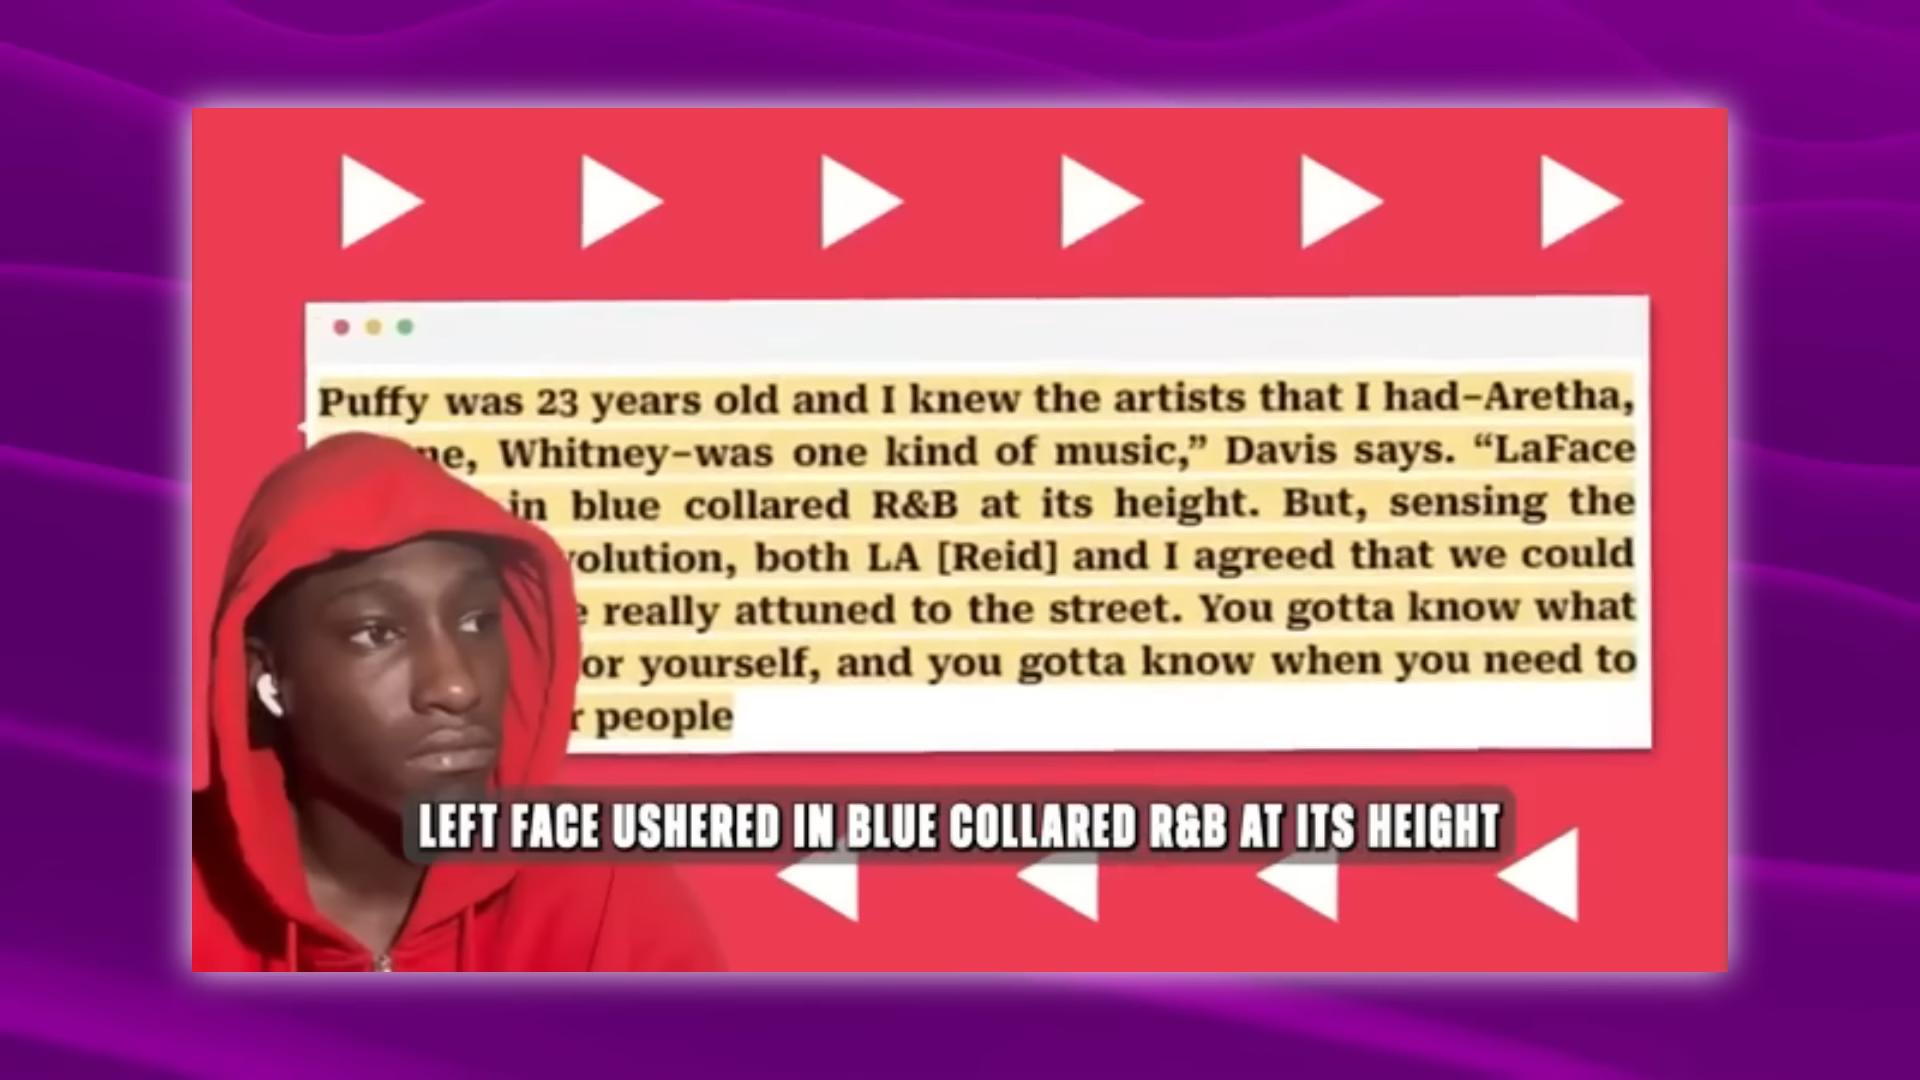 Puffy was 23 years old and I knew the artists that I had–Aretha,
Whitney–was one kind of music,” Davis says. “LaFace
in blue collared R&B at its height. But, sensing the
both LA [Reid] and I agreed that we could
really attuned to the street. You gotta know what
yourself, and you gotta know when you need to
people
LEFT FACE USHERED IN BLUE COLLARED R&B AT ITS HEIGHT